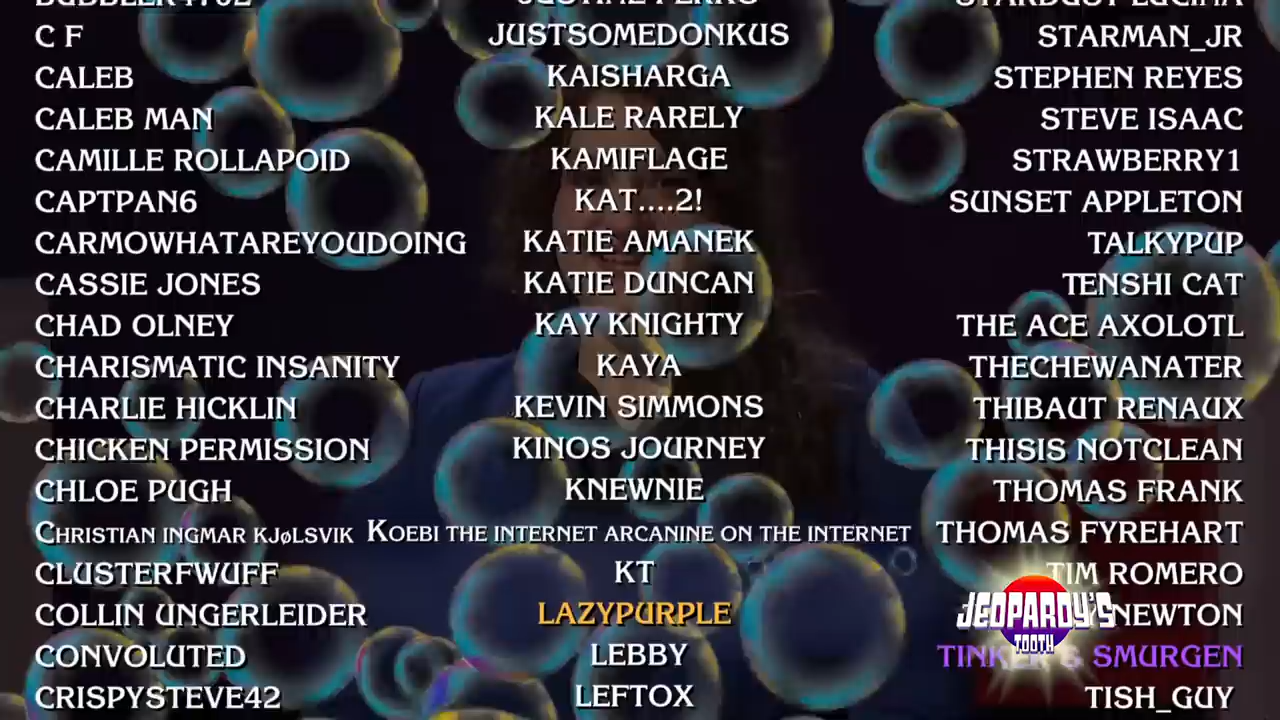 C F
CALEB
CALEB MAN
CAMILLE ROLLAPOID
CAPTPAN6
CARMOWHATAREYOUDOING
CASSIE JONES
CHAD OLNEY
CHARISMATIC INSANITY
CHARLIE HICKLIN
CHICKEN PERMISSION
CHLOE PUGH
CHRISTIAN INGMAR KJøLSVIK
CLUSTERFWUFF
COLLIN UNGERLEIDER
CONVOLUTED
CRISPYSTEVE42
JUSTSOMEDONKUS
KAISHARGA
KALE RARELY
KAMIFLAGE
KAT....2!
KATIE AMANEK
KATIE DUNCAN
KAY KNIGHTY
KAYA
KEVIN SIMMONS
KINOS JOURNEY
KNEWNIE
KOEBI THE INTERNET ARCANINE ON THE INTERNET
KT
LAZYPURPLE
LEBBY
LEFTOX
STARMAN_JR
STEPHEN REYES
STEVE ISAAC
STRAWBERRY1
SUNSET APPLETON
TALKYPUP
TENSHI CAT
THE ACE AXOLOTL
THECHEWANATER
THIBAUT RENAUX
THISIS NOTCLEAN
THOMAS FRANK
THOMAS FYREHART
TIM ROMERO
NEWTON
TINKER & SMURGEN
TISH_GUY
JEOPARDY'S
TOOTH